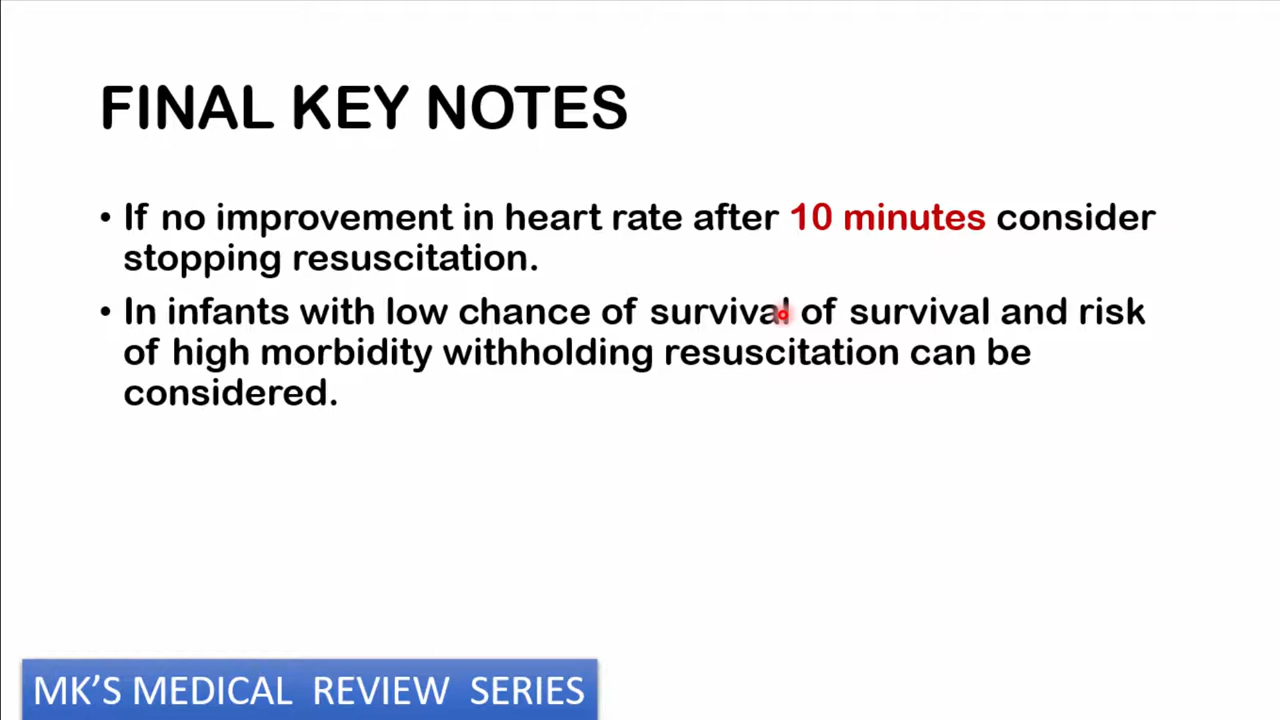 FINAL KEY NOTES
• If no improvement in heart rate after 10 minutes consider
stopping resuscitation.
• In infants with low chance of survival of survival and risk
of high morbidity withholding resuscitation can be
considered.
MK'S MEDICAL REVIEW SERIES